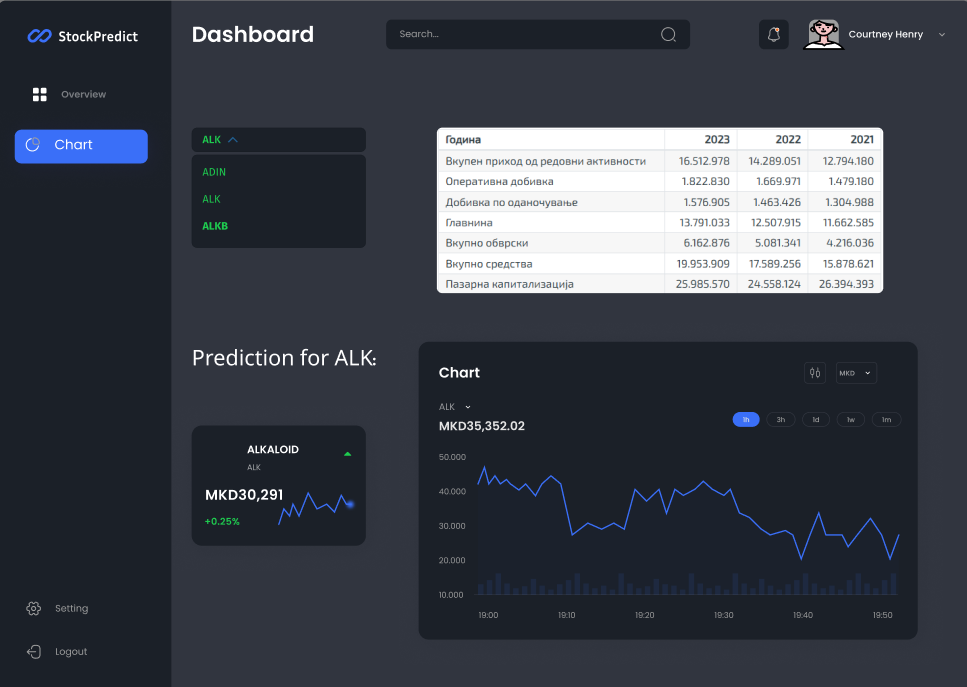 StockPredict
Dashboard
Search...
Courtney Henry
Overview
Chart
ALK
ADIN
ALK
ALKB
Година 2023 2022 2021
Вкупен приход од редовни активности 16.512.978 14.289.051 12.794.180
Оперативна добивка 1.822.830 1.669.971 1.479.180
Добивка по оданочување 1.576.905 1.463.426 1.304.988
Главнина 13.791.033 12.507.915 11.662.585
Вкупно обврски 6.162.876 5.081.341 4.216.036
Вкупно средства 19.953.909 17.589.256 15.878.621
Пазарна капитализација 25.985.570 24.558.124 26.394.393
Prediction for ALK:
ALKALOID
ALK
MKD30,291
+0.25%
Chart
MKD
ALK
MKD35,352.02
1h 3h 1d 1w 1m
50.000
40.000
30.000
20.000
10.000
19:00 19:10 19:20 19:30 19:40 19:50
Setting
Logout